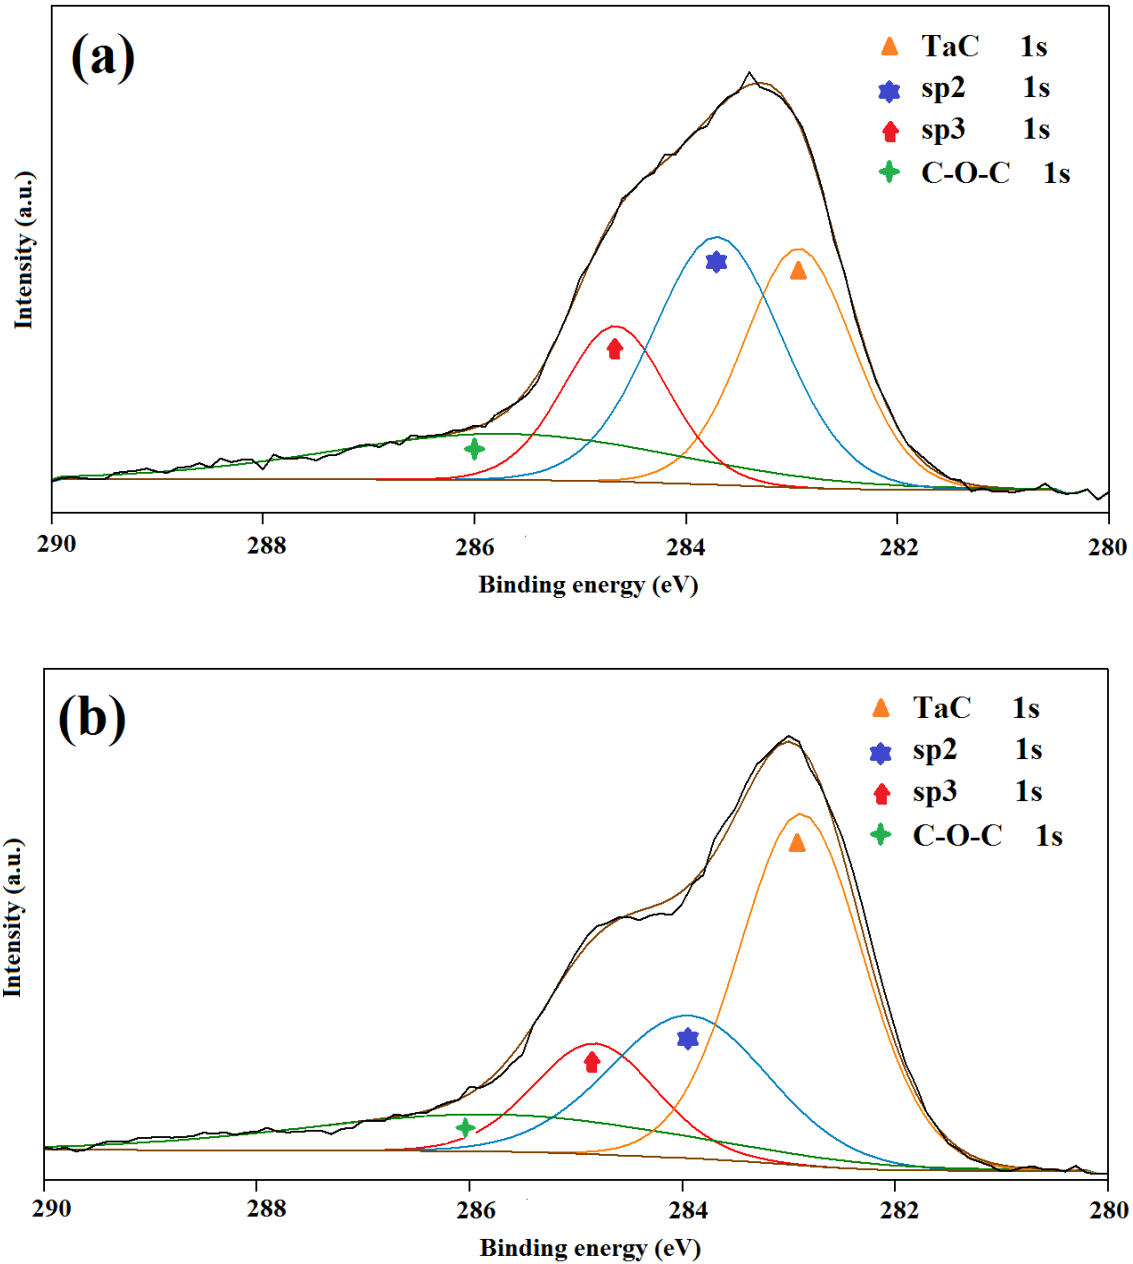 (a)
TaC 1s
sp2 1s
sp3 1s
C-O-C 1s
Intensity (a.u.)
290 288 286 284 282 280
Binding energy (eV)
(b)
TaC 1s
sp2 1s
sp3 1s
C-O-C 1s
Intensity (a.u.)
290 288 286 284 282 280
Binding energy (eV)